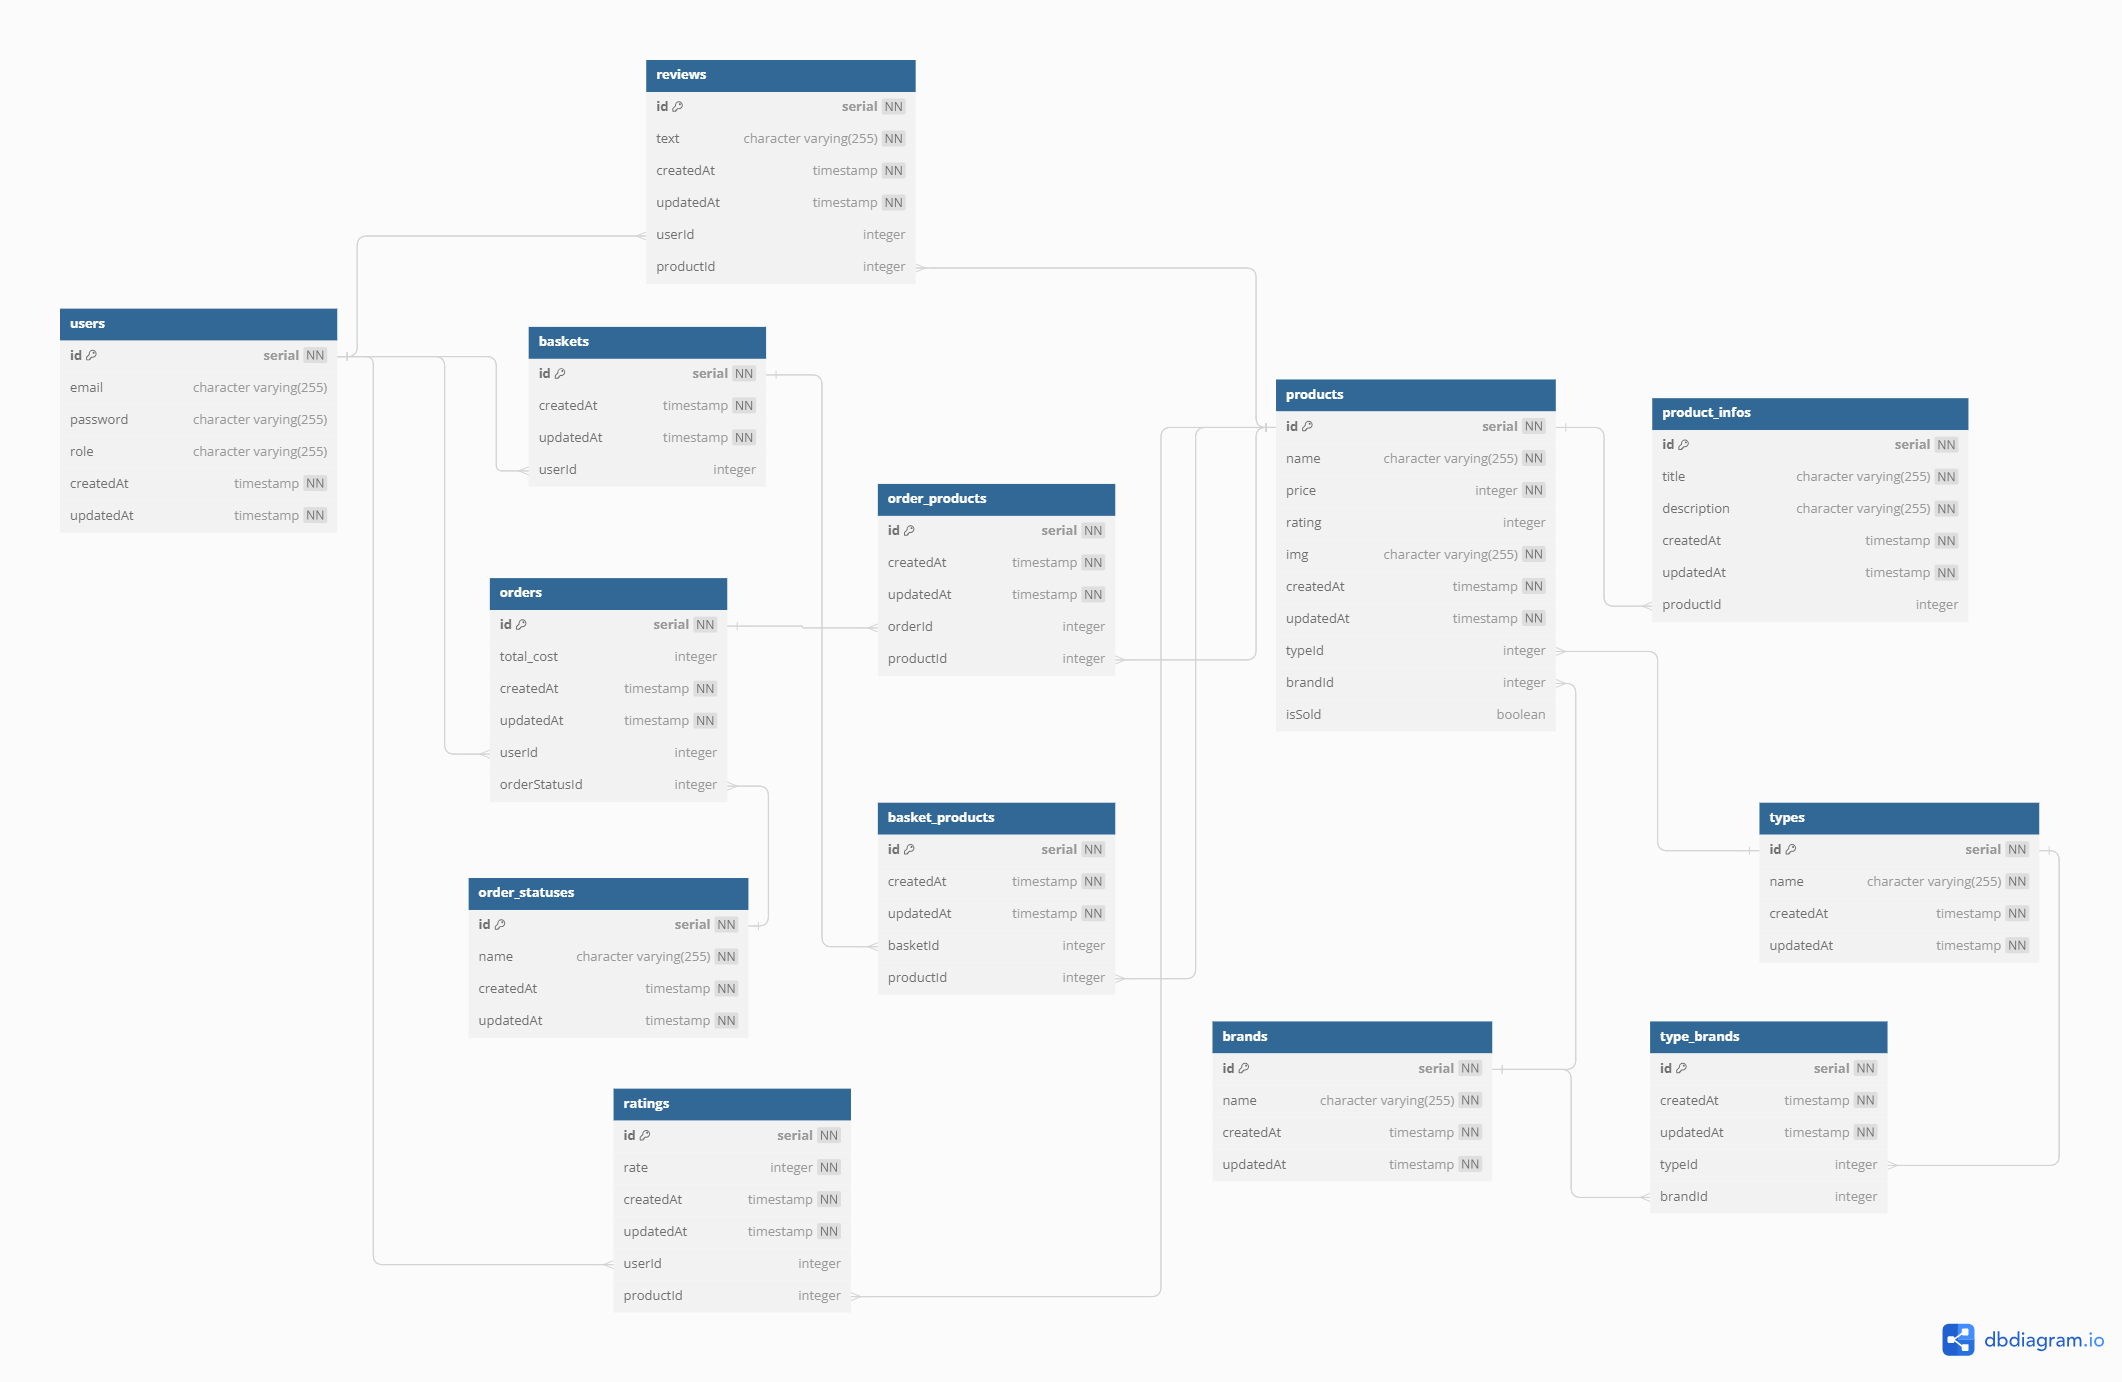 reviews
id serial NN
text character varying(255) NN
createdAt timestamp NN
updatedAt timestamp NN
userId integer
productId integer
users
id serial NN
email character varying(255)
password character varying(255)
role character varying(255)
createdAt timestamp NN
updatedAt timestamp NN
baskets
id serial NN
createdAt timestamp NN
updatedAt timestamp NN
userId integer
products
id serial NN
name character varying(255) NN
price integer NN
rating integer
img character varying(255) NN
createdAt timestamp NN
updatedAt timestamp NN
typeId integer
brandId integer
isSold boolean
product_infos
id serial NN
title character varying(255) NN
description character varying(255) NN
createdAt timestamp NN
updatedAt timestamp NN
productId integer
order_products
id serial NN
createdAt timestamp NN
updatedAt timestamp NN
orderId integer
productId integer
orders
id serial NN
total_cost integer
createdAt timestamp NN
updatedAt timestamp NN
userId integer
orderStatusId integer
basket_products
id serial NN
createdAt timestamp NN
updatedAt timestamp NN
basketId integer
productId integer
types
id serial NN
name character varying(255) NN
createdAt timestamp NN
updatedAt timestamp NN
order_statuses
id serial NN
name character varying(255) NN
createdAt timestamp NN
updatedAt timestamp NN
brands
id serial NN
name character varying(255) NN
createdAt timestamp NN
updatedAt timestamp NN
type_brands
id serial NN
createdAt timestamp NN
updatedAt timestamp NN
typeId integer
brandId integer
ratings
id serial NN
rate integer NN
createdAt timestamp NN
updatedAt timestamp NN
userId integer
productId integer
dbdiagram.io